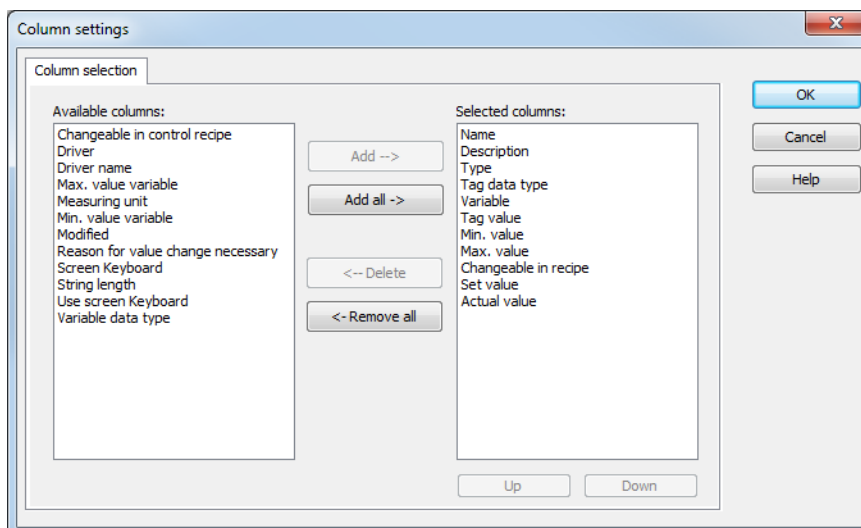 Column settings
Column selection
Available columns:
Changeable in control recipe
Driver
Driver name
Max. value variable
Measuring unit
Min. value variable
Modified
Reason for value change necessary
Screen Keyboard
String length
Use screen Keyboard
Variable data type
Add -->
Add all ->
<-- Delete
<- Remove all
Selected columns:
Name
Description
Type
Tag data type
Variable
Tag value
Min. value
Max. value
Changeable in recipe
Set value
Actual value
Up
Down
OK
Cancel
Help